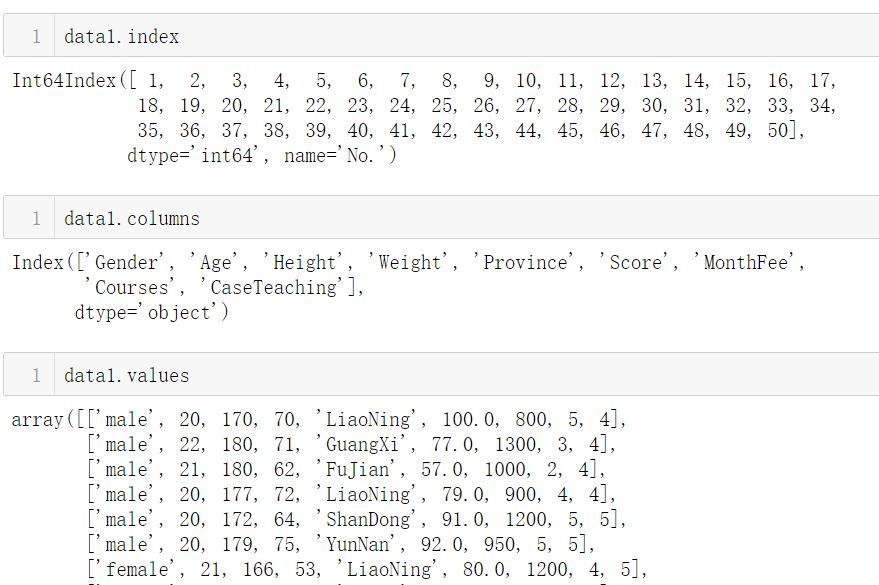 1 data1.index
Int64Index([ 1, 2, 3, 4, 5, 6, 7, 8, 9, 10, 11, 12, 13, 14, 15, 16, 17,
18, 19, 20, 21, 22, 23, 24, 25, 26, 27, 28, 29, 30, 31, 32, 33, 34,
35, 36, 37, 38, 39, 40, 41, 42, 43, 44, 45, 46, 47, 48, 49, 50],
dtype='int64', name='No.')
1 data1.columns
Index(['Gender', 'Age', 'Height', 'Weight', 'Province', 'Score', 'MonthFee',
'Courses', 'CaseTeaching'],
dtype='object')
1 data1.values
array([['male', 20, 170, 70, 'LiaoNing', 100.0, 800, 5, 4],
['male', 22, 180, 71, 'GuangXi', 77.0, 1300, 3, 4],
['male', 21, 180, 62, 'FuJian', 57.0, 1000, 2, 4],
['male', 20, 177, 72, 'LiaoNing', 79.0, 900, 4, 4],
['male', 20, 172, 64, 'ShanDong', 91.0, 1200, 5, 5],
['male', 20, 179, 75, 'YunNan', 92.0, 950, 5, 5],
['female', 21, 166, 53, 'LiaoNing', 80.0, 1200, 4, 5],